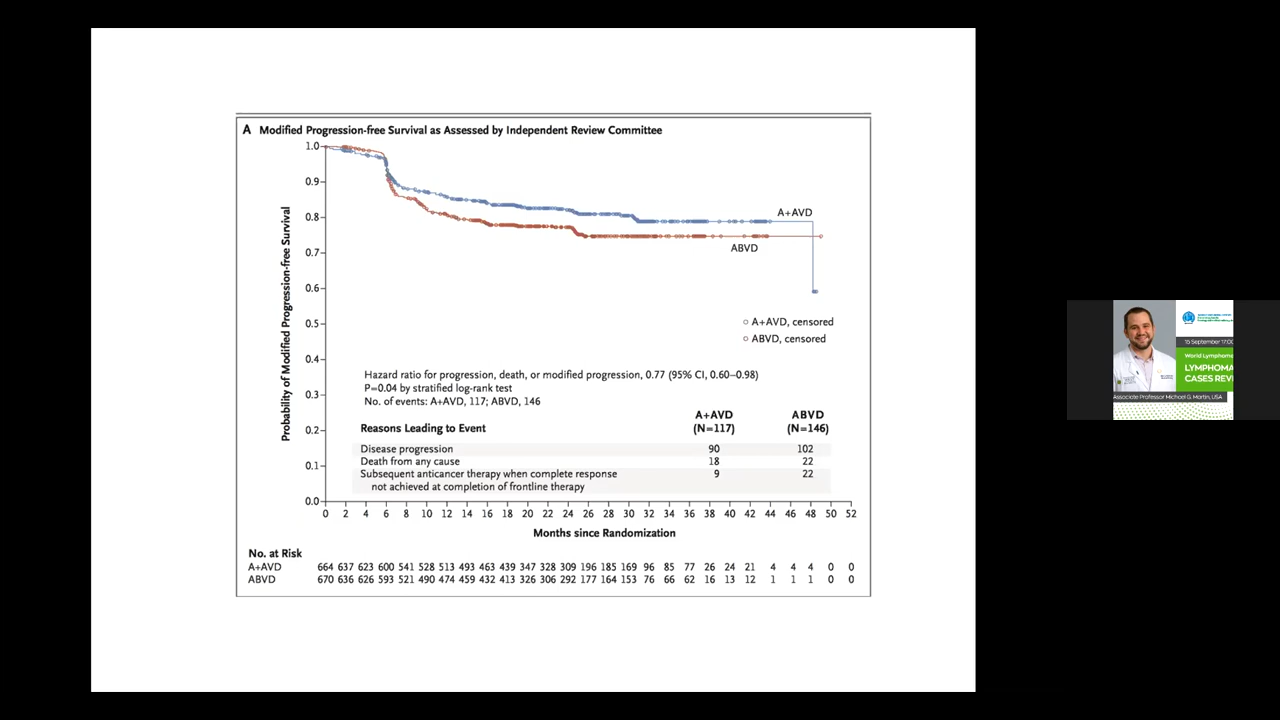 A Modified Progression-free Survival as Assessed by Independent Review Committee
Probability of Modified Progression-free Survival
1.0
0.9
0.8
0.7
0.6
0.5
0.4
0.3
0.2
0.1
0.0
A+AVD
ABVD
A+AVD, censored
ABVD, censored
Hazard ratio for progression, death, or modified progression, 0.77 (95% CI, 0.60–0.98)
P=0.04 by stratified log-rank test
No. of events: A+AVD, 117; ABVD, 146
A+AVD ABVD
Reasons Leading to Event (N=117) (N=146)
Disease progression 90 102
Death from any cause 18 22
Subsequent anticancer therapy when complete response 9 22
not achieved at completion of frontline therapy
0 2 4 6 8 10 12 14 16 18 20 22 24 26 28 30 32 34 36 38 40 42 44 46 48 50 52
Months since Randomization
No. at Risk
A+AVD 664 637 623 600 541 528 513 493 463 439 347 328 309 196 185 169 96 85 77 26 24 21 4 4 4 0 0
ABVD 670 636 626 593 521 490 474 459 432 413 326 306 292 177 164 153 76 66 62 16 13 12 1 1 1 0 0
15 September 17:00
World Lymphoma
LYMPHOMA
CASES REVI
Associate Professor Michael G. Martin, USA